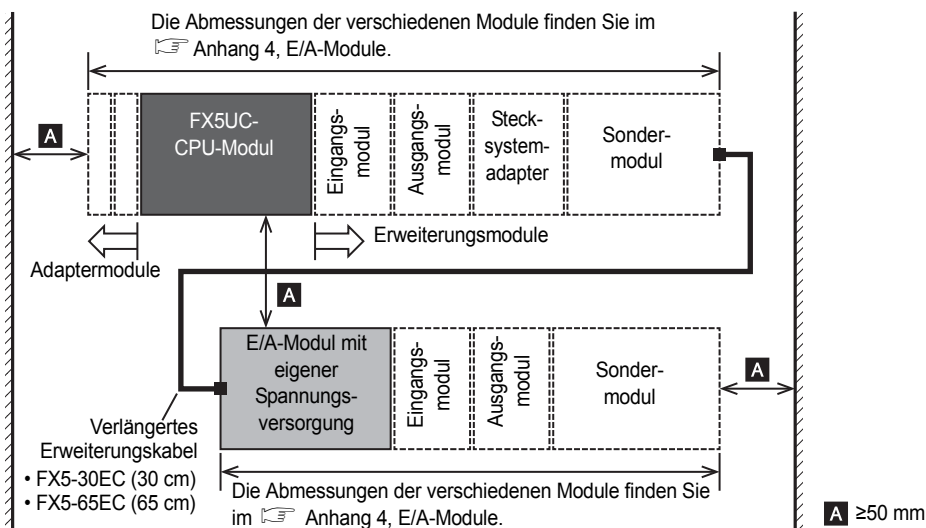 Die Abmessungen der verschiedenen Module finden Sie im
☞ Anhang 4, E/A-Module.
A
FX5UC-
CPU-Modul
Eingangs-
modul
Ausgangs-
modul
Steck-
system-
adapter
Sonder-
modul
Adaptermodule
Erweiterungsmodule
A
E/A-Modul mit
eigener
Spannungs-
versorgung
Eingangs-
modul
Ausgangs-
modul
Sonder-
modul
A
Verlängertes
Erweiterungskabel
• FX5-30EC (30 cm)
• FX5-65EC (65 cm)
Die Abmessungen der verschiedenen Module finden Sie
im ☞ Anhang 4, E/A-Module.
A ≥50 mm